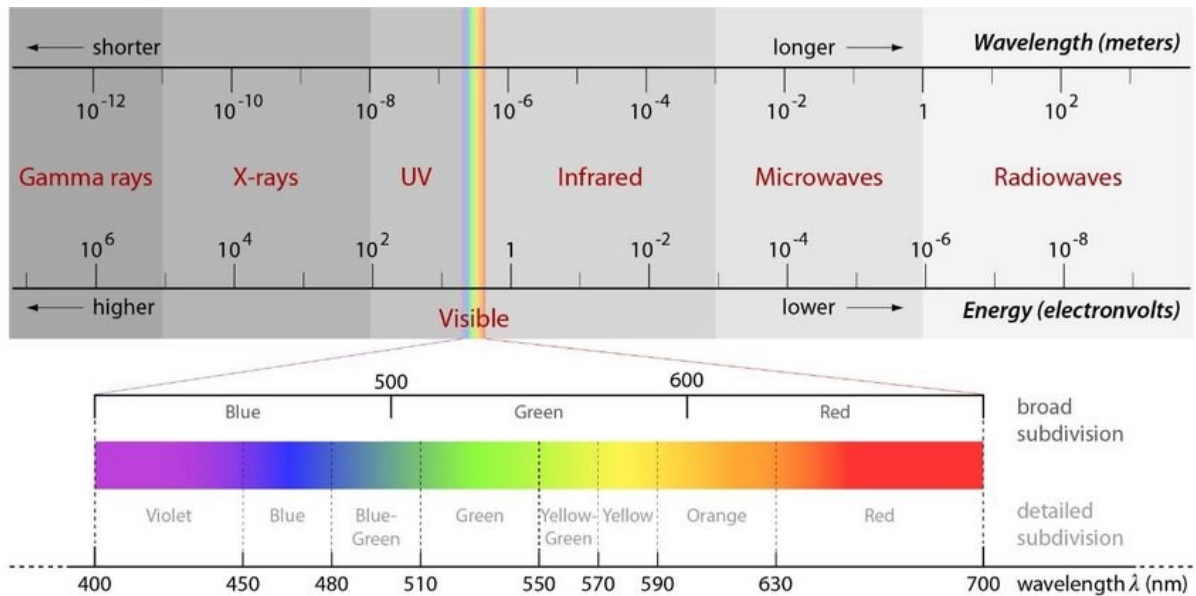 ← shorter longer → Wavelength (meters)
10⁻¹² 10⁻¹⁰ 10⁻⁸ 10⁻⁶ 10⁻⁴ 10⁻² 1 10²
Gamma rays X-rays UV Infrared Microwaves Radiowaves
10⁶ 10⁴ 10² 1 10⁻² 10⁻⁴ 10⁻⁶ 10⁻⁸
← higher lower → Energy (electronvolts)
Visible
500 600
Blue Green Red broad
subdivision
Violet Blue Blue- Green Yellow- Yellow Orange Red detailed
Green Green subdivision
400 450 480 510 550 570 590 630 700 wavelength λ (nm)